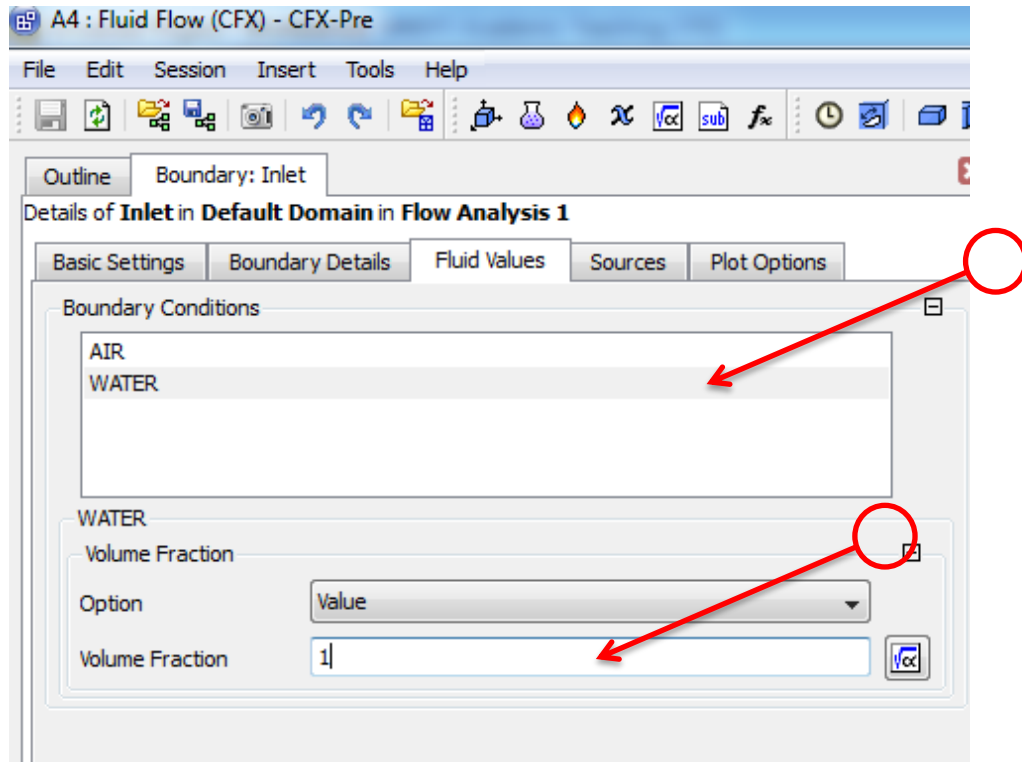 A4 : Fluid Flow (CFX) - CFX-Pre
File Edit Session Insert Tools Help
Outline Boundary: Inlet
Details of Inlet in Default Domain in Flow Analysis 1
Basic Settings Boundary Details Fluid Values Sources Plot Options
Boundary Conditions
AIR
WATER
WATER
Volume Fraction
Option Value
Volume Fraction 1